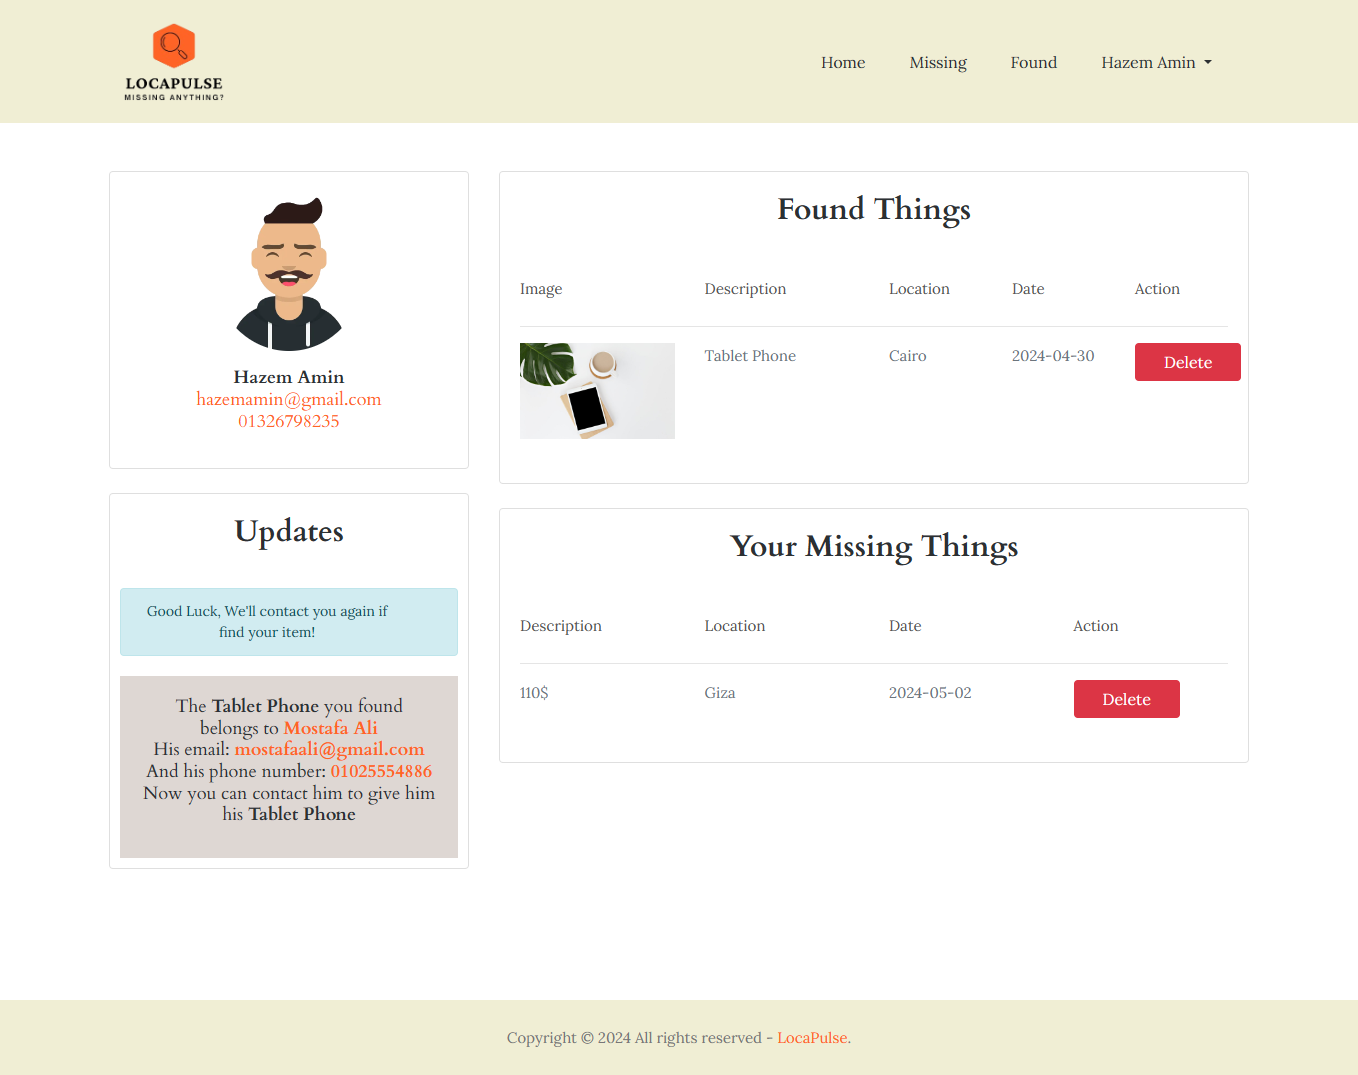 LOCAPULSE
MISSING ANYTHING?
Home Missing Found Hazem Amin
Hazem Amin
hazemamin@gmail.com
01326798235
Updates
Good Luck, We'll contact you again if
find your item!
The Tablet Phone you found
belongs to Mostafa Ali
His email: mostafaali@gmail.com
And his phone number: 01025554886
Now you can contact him to give him
his Tablet Phone
Found Things
Image Description Location Date Action
Tablet Phone Cairo 2024-04-30 Delete
Your Missing Things
Description Location Date Action
110$ Giza 2024-05-02 Delete
Copyright © 2024 All rights reserved - LocaPulse.